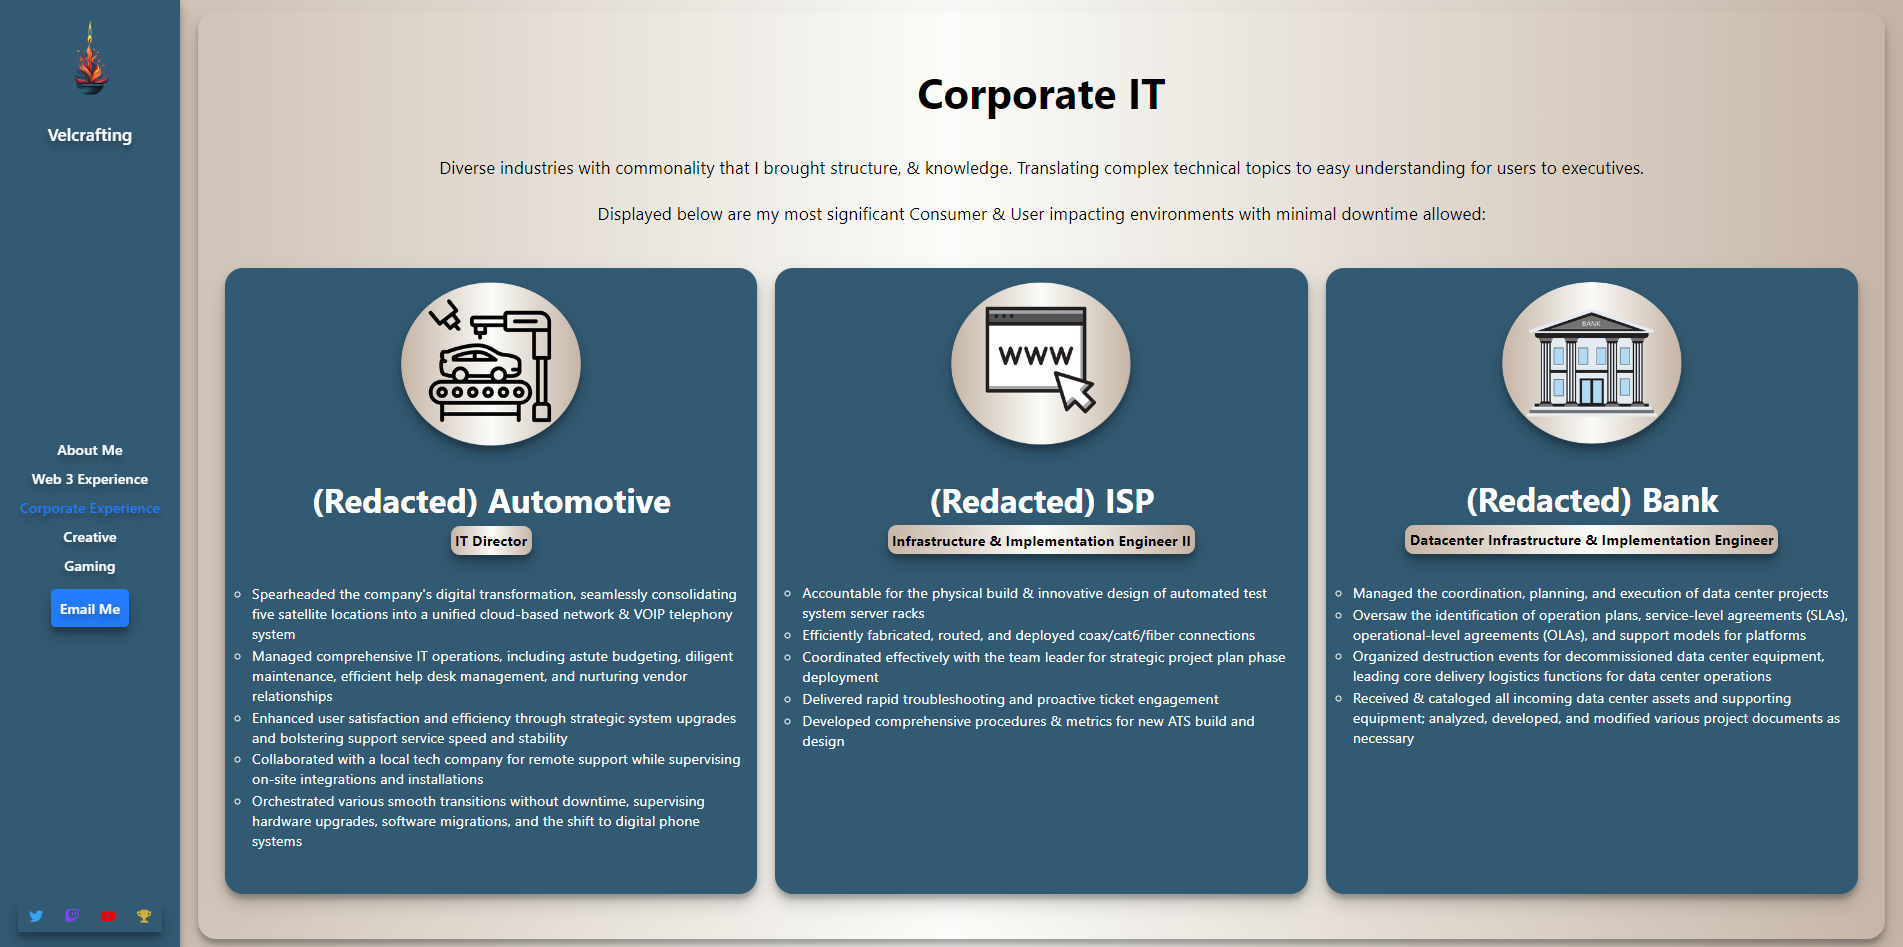 Velcrafting
About Me
Web 3 Experience
Corporate Experience
Creative
Gaming
Email Me
Corporate IT
Diverse industries with commonality that I brought structure, & knowledge. Translating complex technical topics to easy understanding for users to executives.
Displayed below are my most significant Consumer & User impacting environments with minimal downtime allowed:
(Redacted) Automotive
IT Director
Spearheaded the company's digital transformation, seamlessly consolidating
five satellite locations into a unified cloud-based network & VOIP telephony
system
Managed comprehensive IT operations, including astute budgeting, diligent
maintenance, efficient help desk management, and nurturing vendor
relationships
Enhanced user satisfaction and efficiency through strategic system upgrades
and bolstering support service speed and stability
Collaborated with a local tech company for remote support while supervising
on-site integrations and installations
Orchestrated various smooth transitions without downtime, supervising
hardware upgrades, software migrations, and the shift to digital phone
systems
WWW
(Redacted) ISP
Infrastructure & Implementation Engineer II
Accountable for the physical build & innovative design of automated test
system server racks
Efficiently fabricated, routed, and deployed coax/cat6/fiber connections
Coordinated effectively with the team leader for strategic project plan phase
deployment
Delivered rapid troubleshooting and proactive ticket engagement
Developed comprehensive procedures & metrics for new ATS build and
design
BANK
(Redacted) Bank
Datacenter Infrastructure & Implementation Engineer
Managed the coordination, planning, and execution of data center projects
Oversaw the identification of operation plans, service-level agreements (SLAs),
operational-level agreements (OLAs), and support models for platforms
Organized destruction events for decommissioned data center equipment,
leading core delivery logistics functions for data center operations
Received & cataloged all incoming data center assets and supporting
equipment; analyzed, developed, and modified various project documents as
necessary